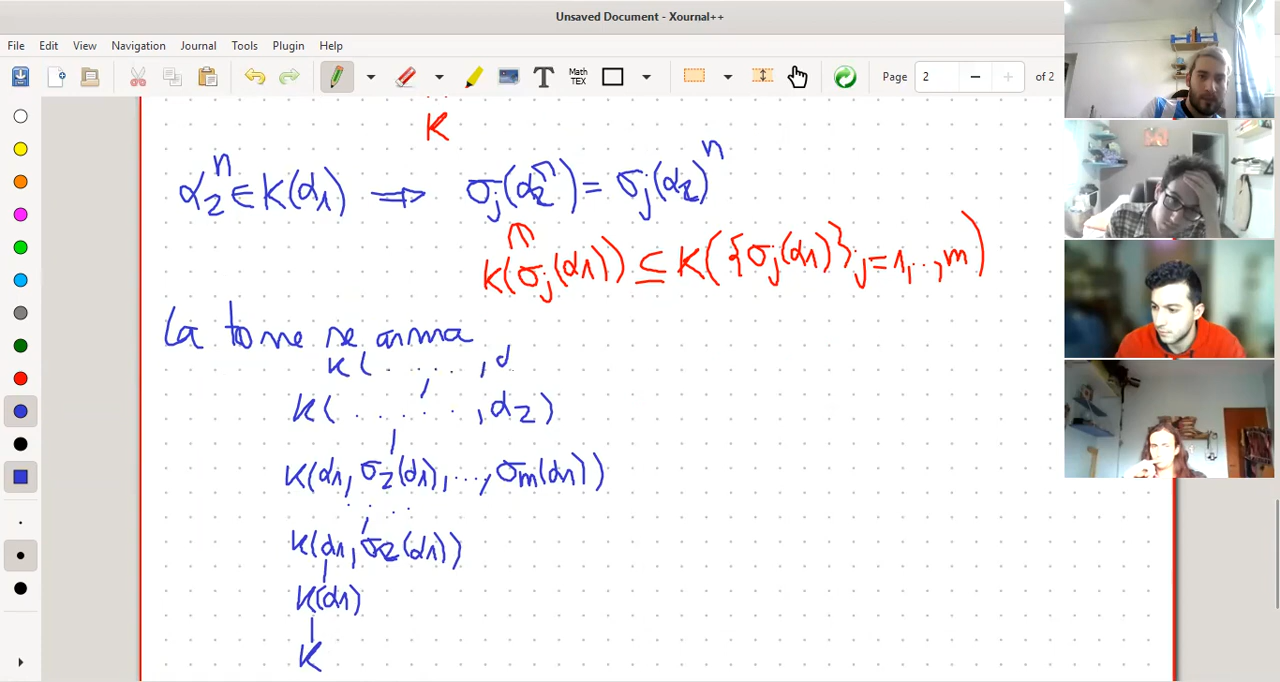 Unsaved Document - Xournal++
File Edit View Navigation Journal Tools Plugin Help
Math TEX Page 2 of 2
K
α₂ⁿ ∈ K(α₁) ⟹ σⱼ(α₂ⁿ) = σⱼ(α₂)ⁿ
K(σⱼ(α₁)) ⊆ K({σⱼ(α₁)}ⱼ=1,..,m)
La torre se arma
K( . . . . . , α
K( . . . . . , α₂)
K(α₁, σ₂(α₁), ..., σₘ(α₁))
. . . .
K(α₁, σ₂(α₁))
K(α₁)
K